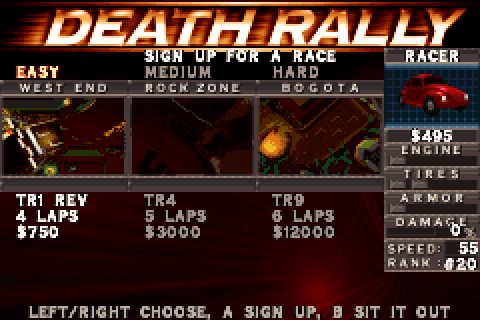 DEATH RALLY
SIGN UP FOR A RACE
EASY MEDIUM HARD
WEST END ROCK ZONE BOGOTA
TR1 REV TR4 TR9
4 LAPS 5 LAPS 6 LAPS
$750 $3000 $12000
RACER
$495
ENGINE
TIRES
ARMOR
DAMAGE
0%
SPEED: 55
RANK: #20
LEFT/RIGHT CHOOSE, A SIGN UP, B SIT IT OUT